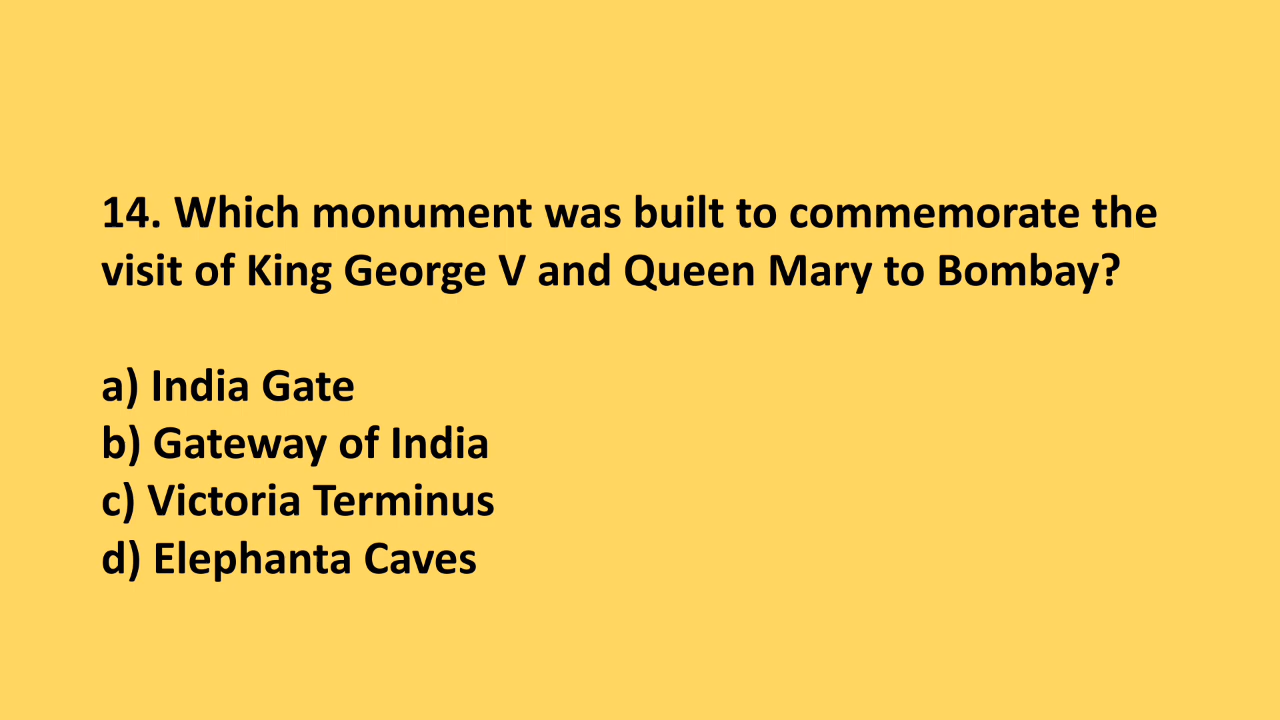 14. Which monument was built to commemorate the
visit of King George V and Queen Mary to Bombay?
a) India Gate
b) Gateway of India
c) Victoria Terminus
d) Elephanta Caves